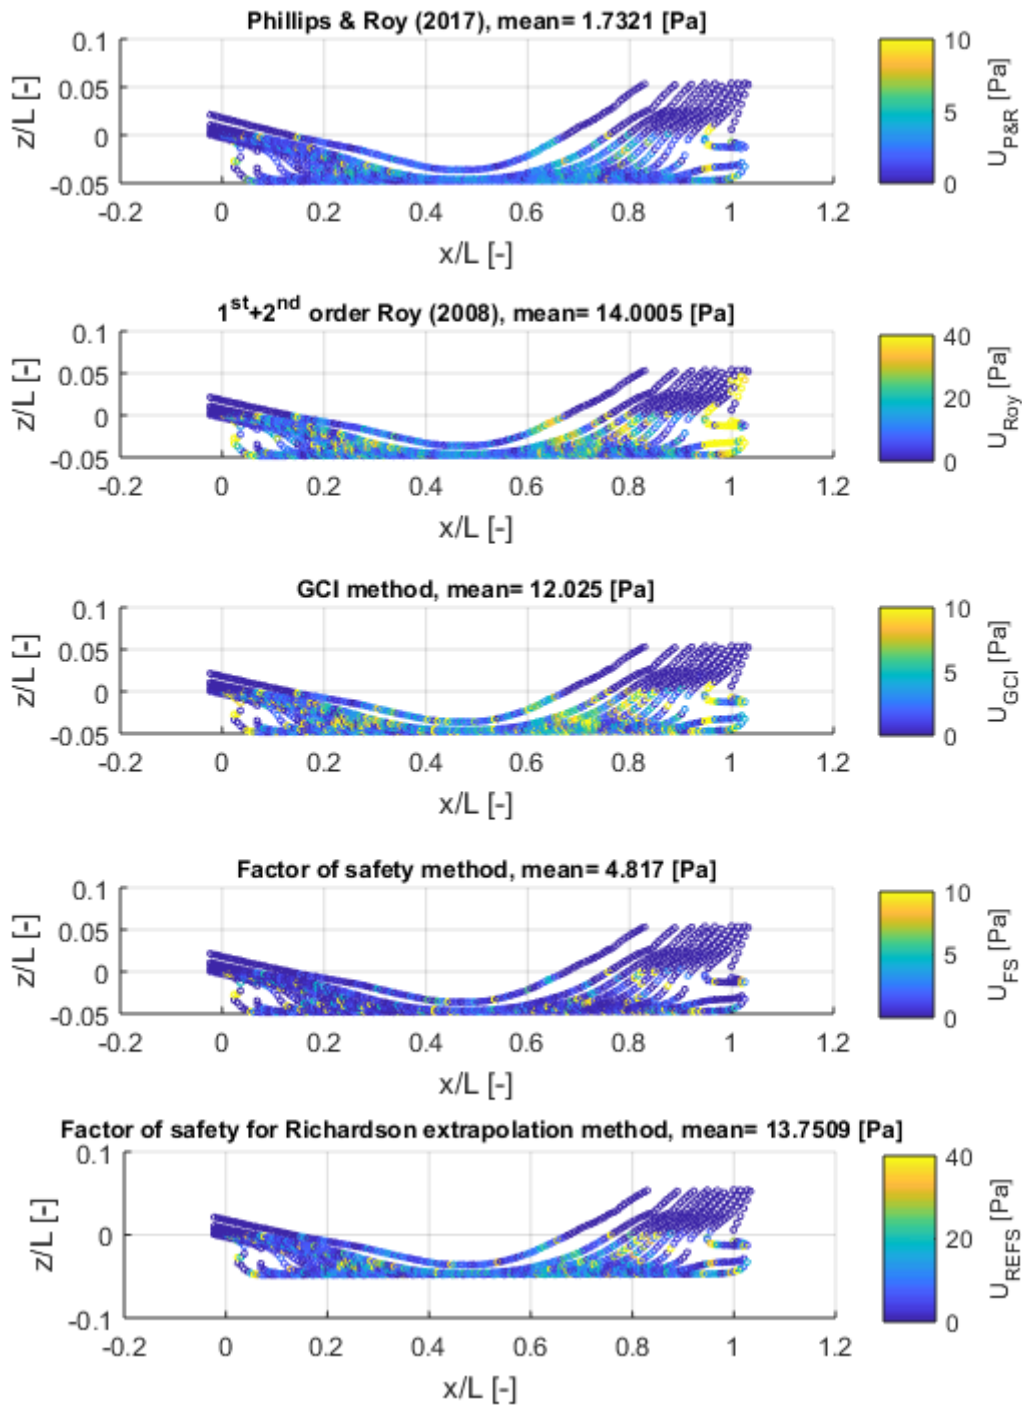 Phillips & Roy (2017), mean= 1.7321 [Pa]
0.1
0.05
0
-0.05
z/L [-]
-0.2 0 0.2 0.4 0.6 0.8 1 1.2
x/L [-]
10
5
0
U_P&R [Pa]
1st+2nd order Roy (2008), mean= 14.0005 [Pa]
0.1
0.05
0
-0.05
z/L [-]
-0.2 0 0.2 0.4 0.6 0.8 1 1.2
x/L [-]
40
20
0
U_Roy [Pa]
GCI method, mean= 12.025 [Pa]
0.1
0.05
0
-0.05
z/L [-]
-0.2 0 0.2 0.4 0.6 0.8 1 1.2
x/L [-]
10
5
0
U_GCI [Pa]
Factor of safety method, mean= 4.817 [Pa]
0.1
0.05
0
-0.05
z/L [-]
-0.2 0 0.2 0.4 0.6 0.8 1 1.2
x/L [-]
10
5
0
U_FS [Pa]
Factor of safety for Richardson extrapolation method, mean= 13.7509 [Pa]
0.1
0
-0.1
z/L [-]
-0.2 0 0.2 0.4 0.6 0.8 1 1.2
x/L [-]
40
20
0
U_REFS [Pa]